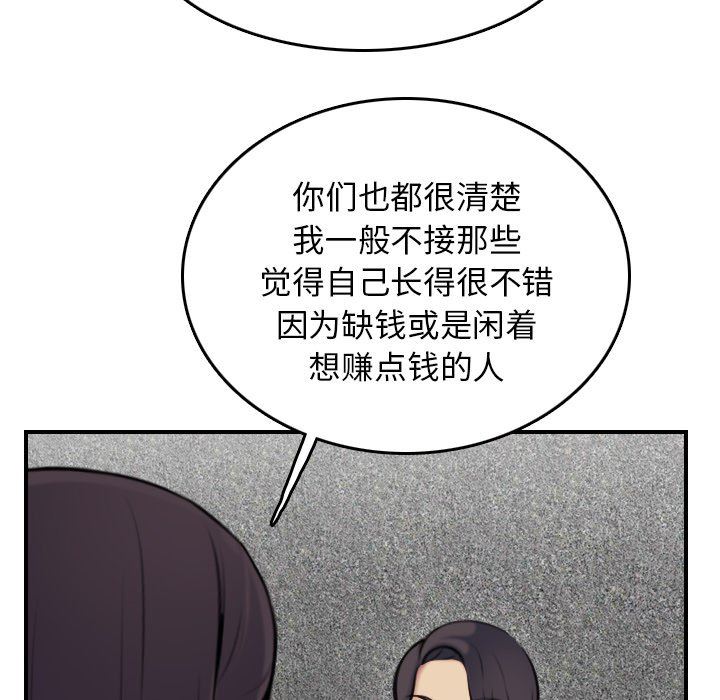 你们也都很清楚
我一般不接那些
觉得自己长得很不错
因为缺钱或是闲着
想赚点钱的人